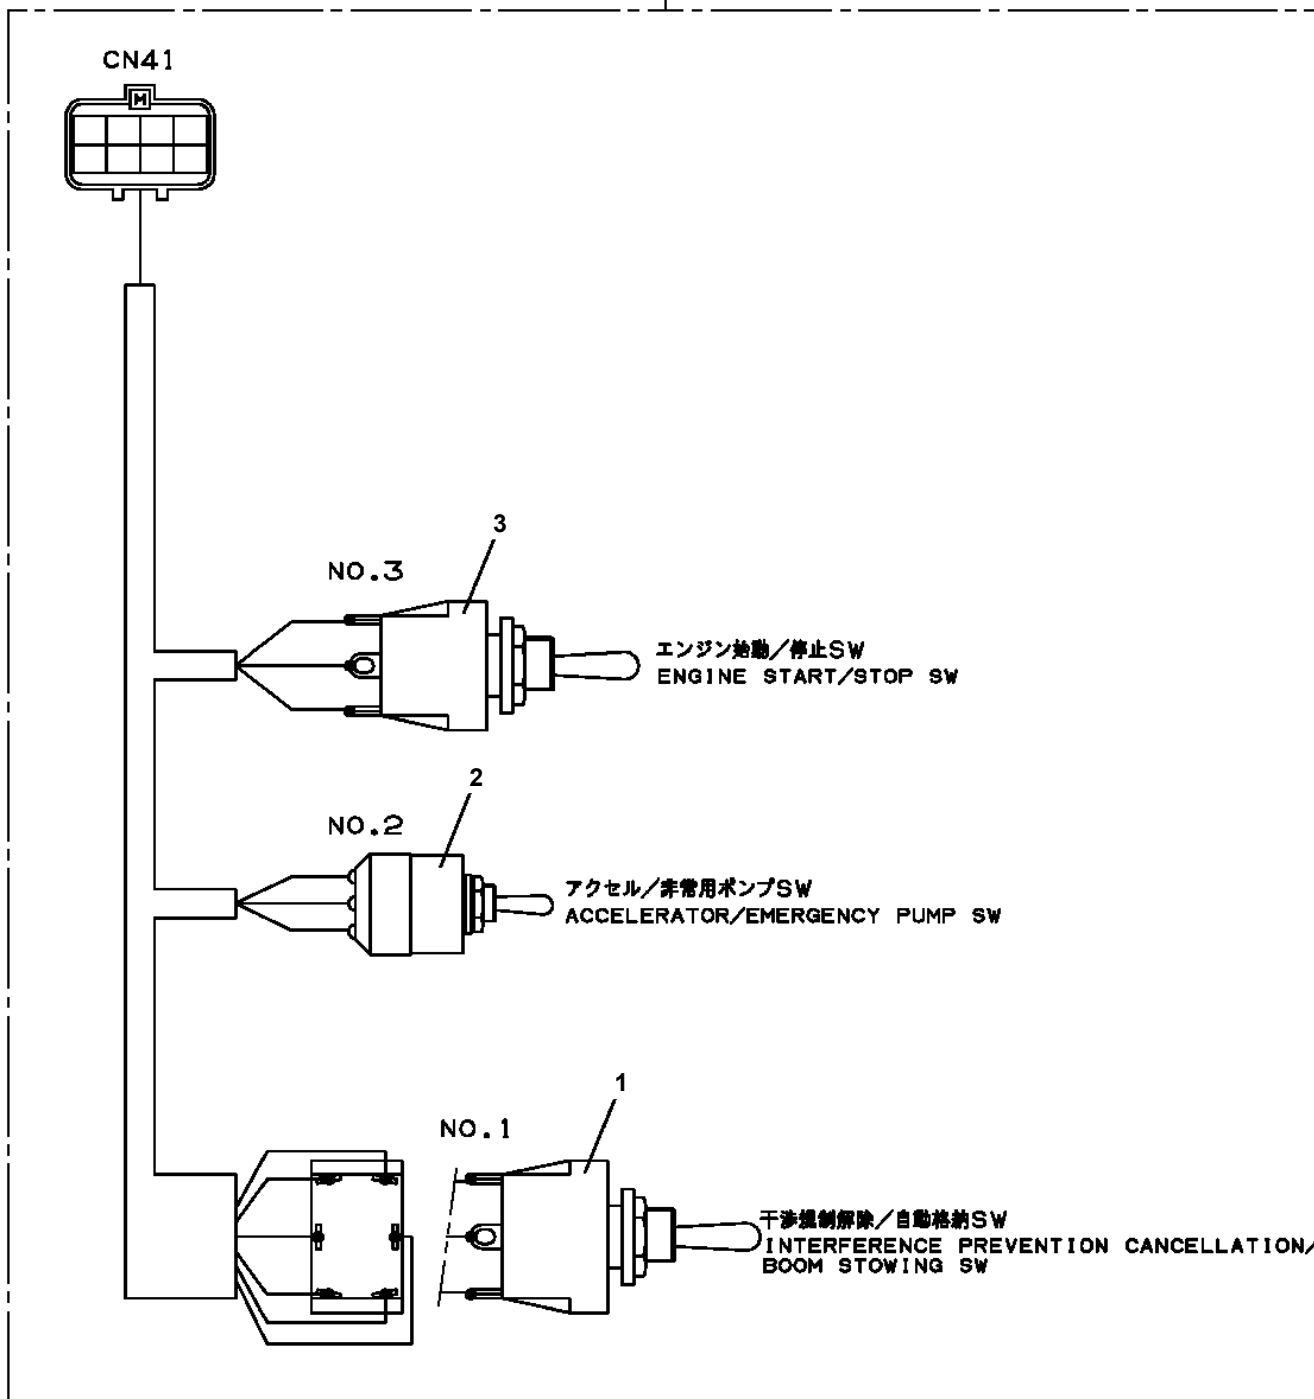 CN41
M
3
NO.3
エンジン始動／停止SW
ENGINE START/STOP SW
2
NO.2
アクセル／非常用ポンプSW
ACCELERATOR/EMERGENCY PUMP SW
1
NO.1
干渉規制解除／自動格納SW
INTERFERENCE PREVENTION CANCELLATION/
BOOM STOWING SW